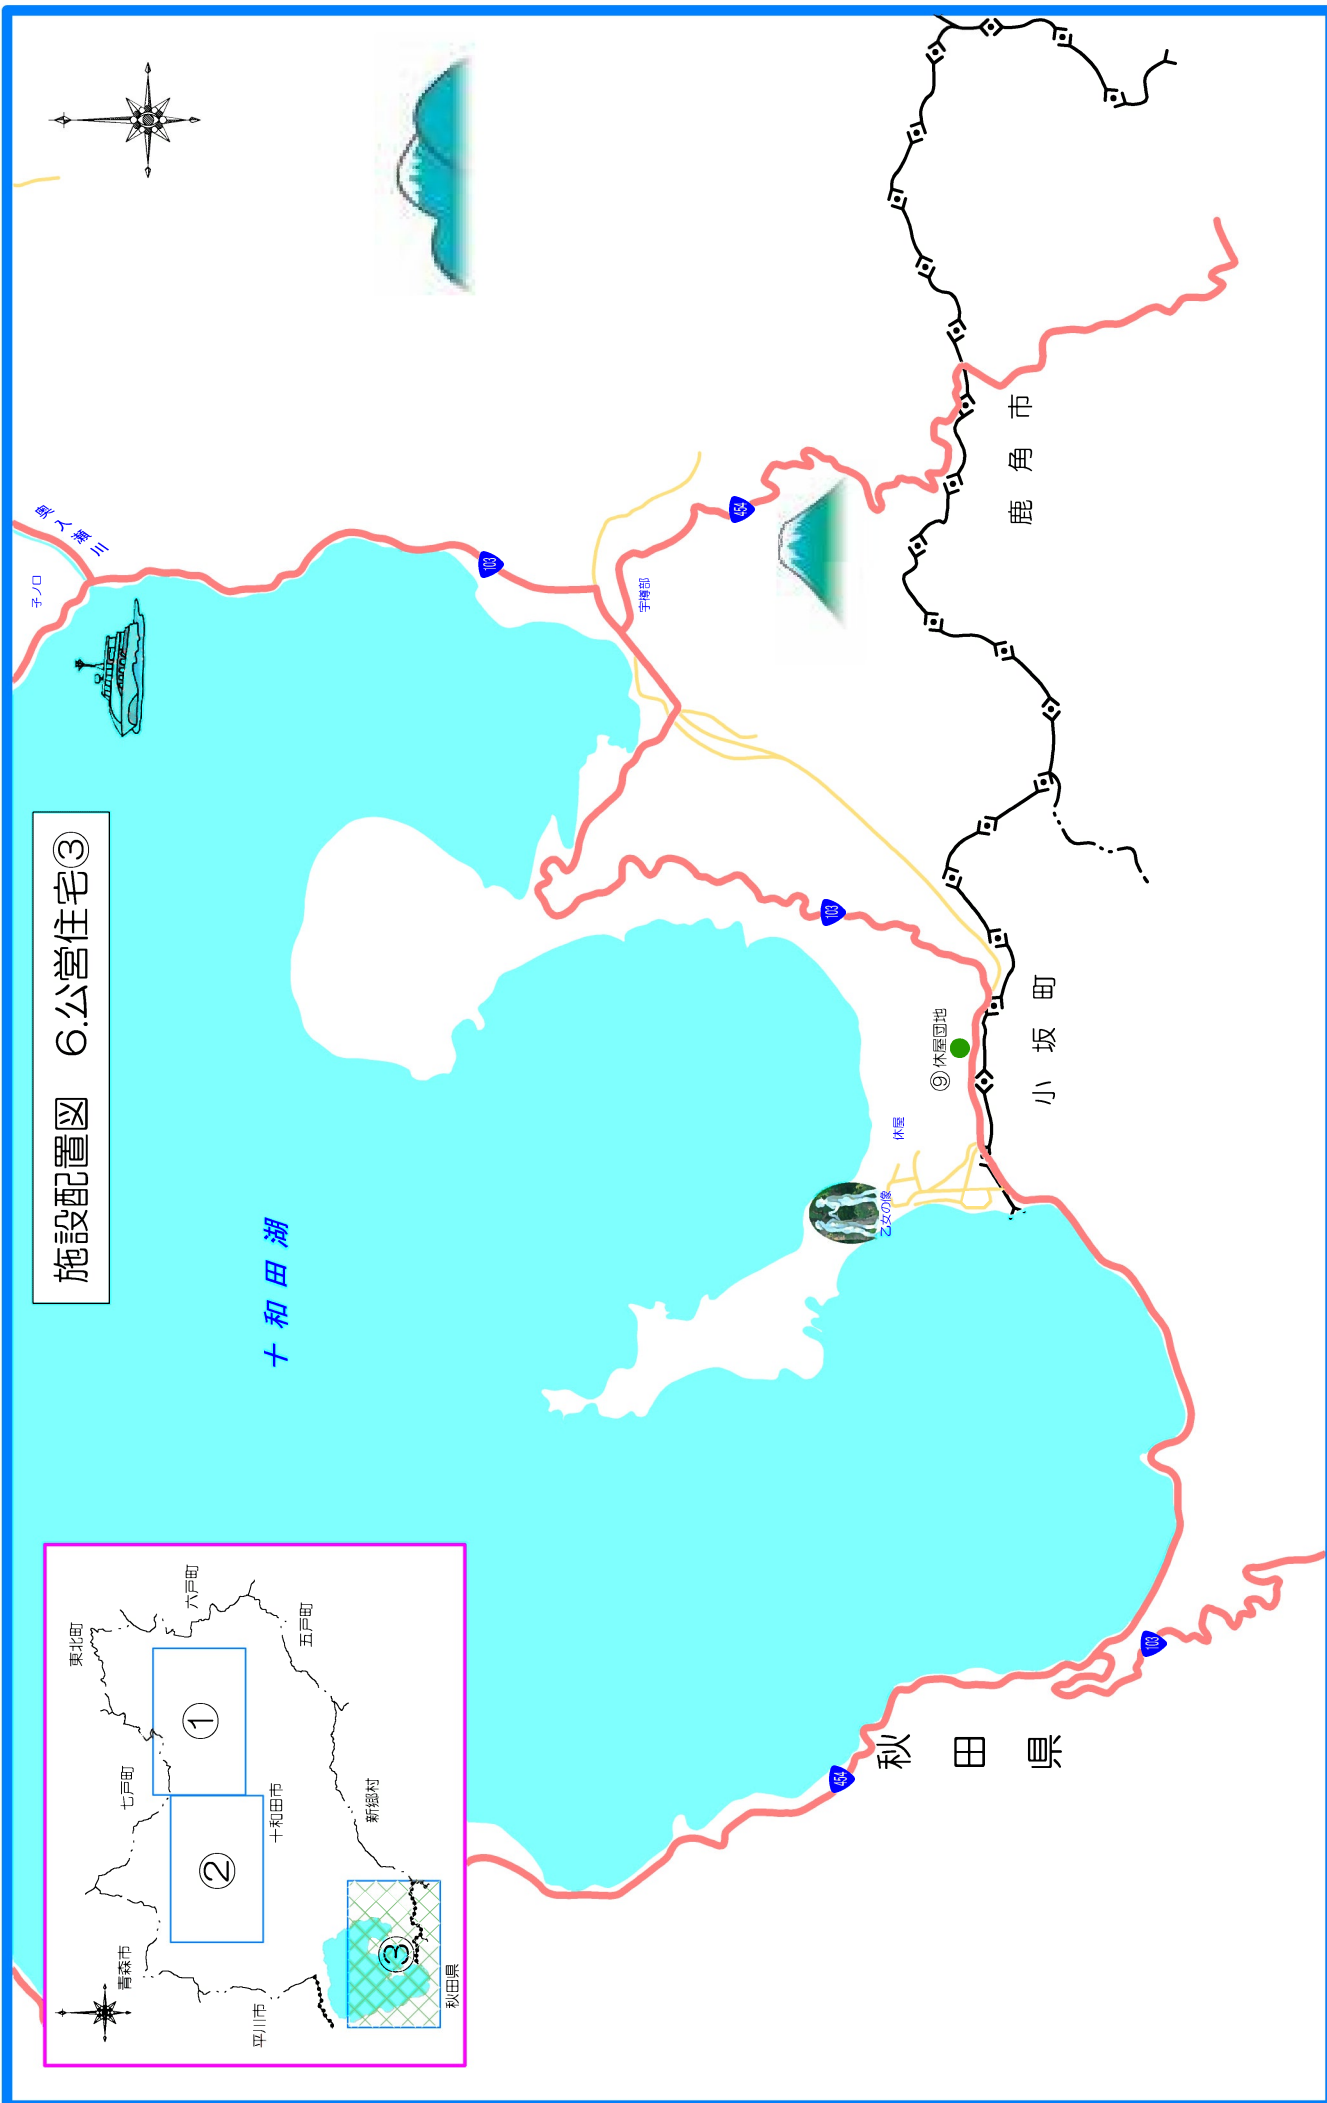 施設配置図　6.公営住宅③
十和田湖
奥入瀬川
子ノ口
103
454
宇樽部
鹿角市
103
⑨休屋団地
小坂町
休屋
乙女の像
103
454
秋田県
東北町
六戸町
五戸町
七戸町
①
②
十和田市
新郷村
青森市
平川市
③
秋田県